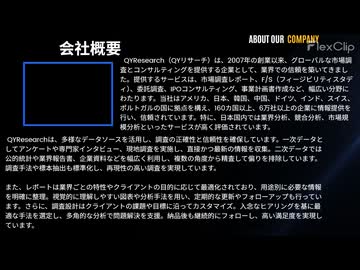 会社概要
ABOUT OUR COMPANY
FlexClip
QYResearch（QYリサーチ）は、2007年の創業以来、グローバルな市場調査とコンサルティングを提供する企業として、業界での信頼を築いてきました。提供するサービスは、市場調査レポート、F/S（フィージビリティスタディ）、委託調査、IPOコンサルティング、事業計画書作成など、幅広い分野にわたります。当社はアメリカ、日本、韓国、中国、ドイツ、インド、スイス、ポルトガルの国に拠点を構え、160カ国以上、6万社以上の企業に情報提供を行い、信頼されています。特に、日本国内では業界分析、競合分析、市場規模分析といったサービスが高く評価されています。
QYResearchは、多様なデータソースを活用し、調査の正確性と信頼性を確保しています。一次データとしてアンケートや専門家インタビュー、現地調査を実施し、直接かつ最新の情報を収集。二次データでは公的統計や業界報告書、企業資料などを幅広く利用し、複数の角度から精査して偏りを排除しています。調査手法や標本抽出も標準化し、再現性の高い調査を実現しています。
また、レポートは業界ごとの特性やクライアントの目的に応じて最適化されており、用途別に必要な情報を明確に整理。視覚的に理解しやすい図表や分析手法を用い、定期的な更新やフォローアップも行っています。さらに、調査設計はクライアントの課題や目標に沿ってカスタマイズ。入念なヒアリングを基に最適な手法を選定し、多角的な分析で問題解決を支援。納品後も継続的にフォローし、高い満足度を実現しています。